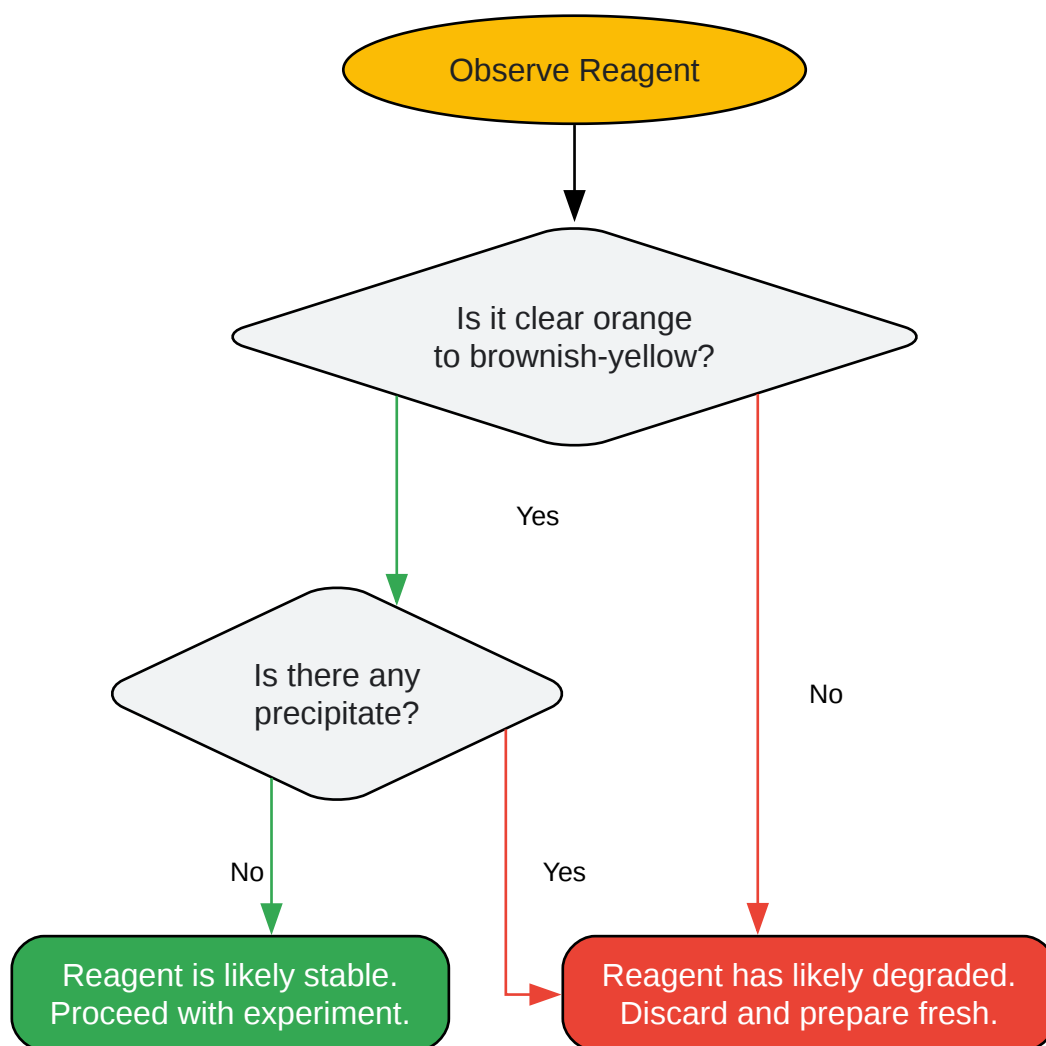 Observe Reagent
Is it clear orange
to brownish-yellow?
Yes
Is there any
precipitate?
No
No
Yes
Reagent is likely stable.
Proceed with experiment.
Reagent has likely degraded.
Discard and prepare fresh.